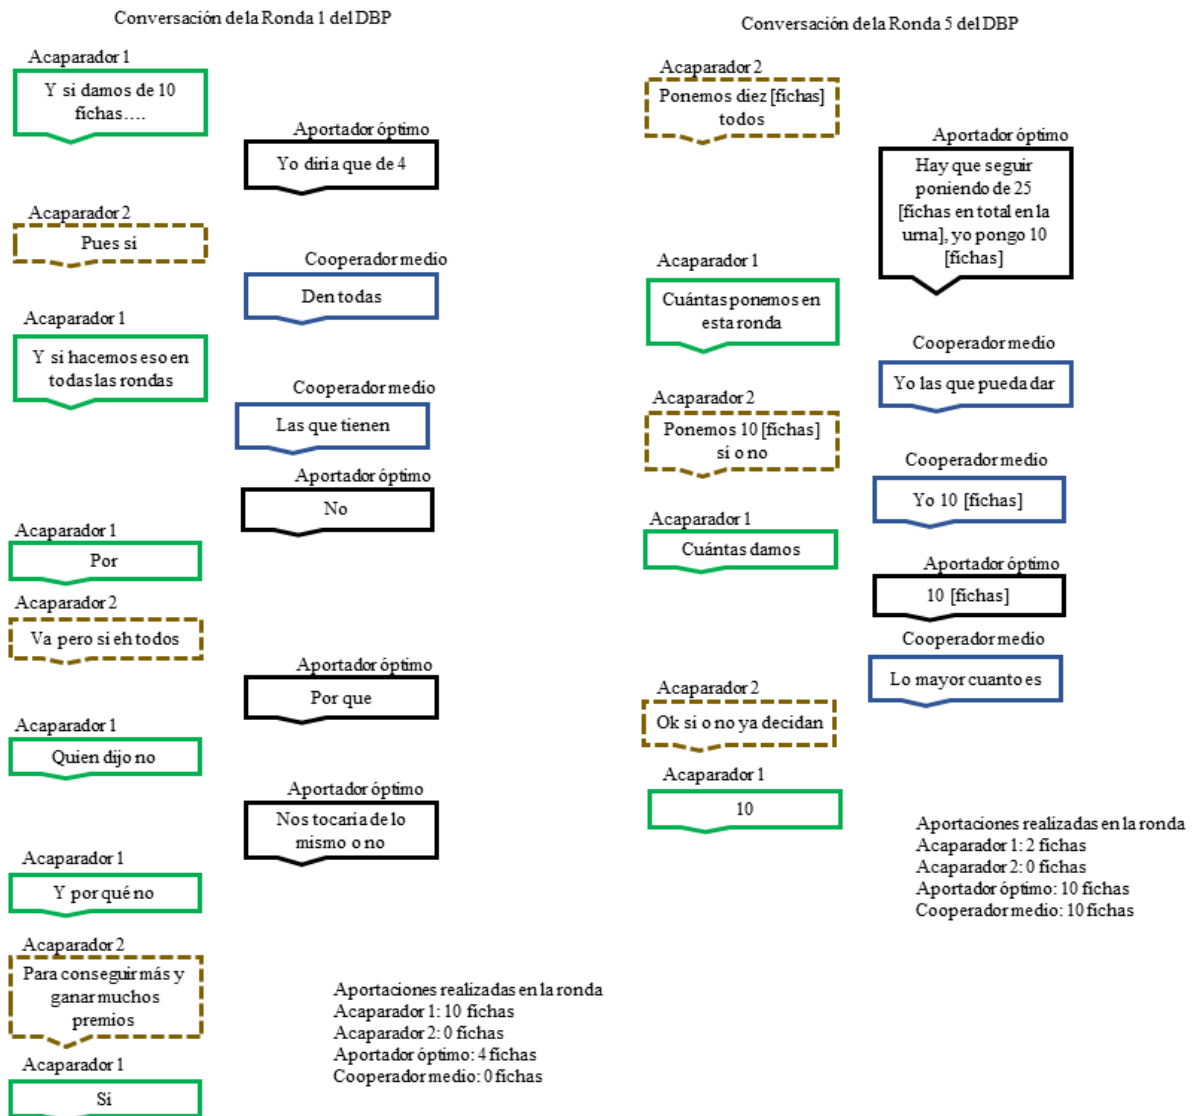 Conversación de la Ronda 1 del DBP
Acaparador 1
Y si damos de 10
fichas....
Aportador óptimo
Yo diría que de 4
Acaparador 2
Pues si
Cooperador medio
Den todas
Acaparador 1
Y si hacemos eso en
todas las rondas
Cooperador medio
Las que tienen
Aportador óptimo
No
Acaparador 1
Por
Acaparador 2
Va pero si eh todos
Aportador óptimo
Por que
Acaparador 1
Quien dijo no
Aportador óptimo
Nos tocaría de lo
mismo o no
Acaparador 1
Y por qué no
Acaparador 2
Para conseguir más y
ganar muchos
premios
Acaparador 1
Sí
Aportaciones realizadas en la ronda
Acaparador 1: 10 fichas
Acaparador 2: 0 fichas
Aportador óptimo: 4 fichas
Cooperador medio: 0 fichas
Conversación de la Ronda 5 del DBP
Acaparador 2
Ponemos diez [fichas]
todos
Aportador óptimo
Hay que seguir
poniendo de 25
[fichas en total en la
urna], yo pongo 10
[fichas]
Acaparador 1
Cuántas ponemos en
esta ronda
Cooperador medio
Yo las que pueda dar
Acaparador 2
Ponemos 10 [fichas]
si o no
Cooperador medio
Yo 10 [fichas]
Acaparador 1
Cuántas damos
Aportador óptimo
10 [fichas]
Cooperador medio
Lo mayor cuanto es
Acaparador 2
Ok si o no ya decidan
Acaparador 1
10
Aportaciones realizadas en la ronda
Acaparador 1: 2 fichas
Acaparador 2: 0 fichas
Aportador óptimo: 10 fichas
Cooperador medio: 10 fichas